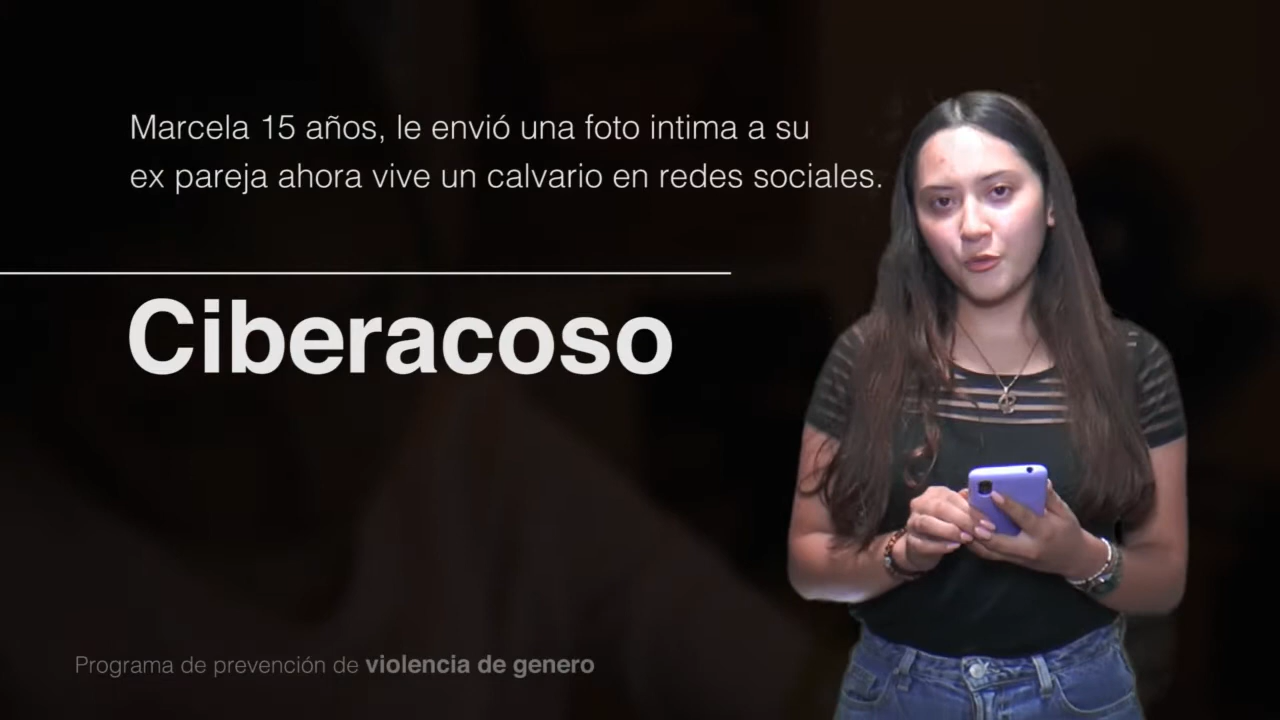 Marcela 15 años, le envió una foto intima a su
ex pareja ahora vive un calvario en redes sociales.
Ciberacoso
Programa de prevención de violencia de genero